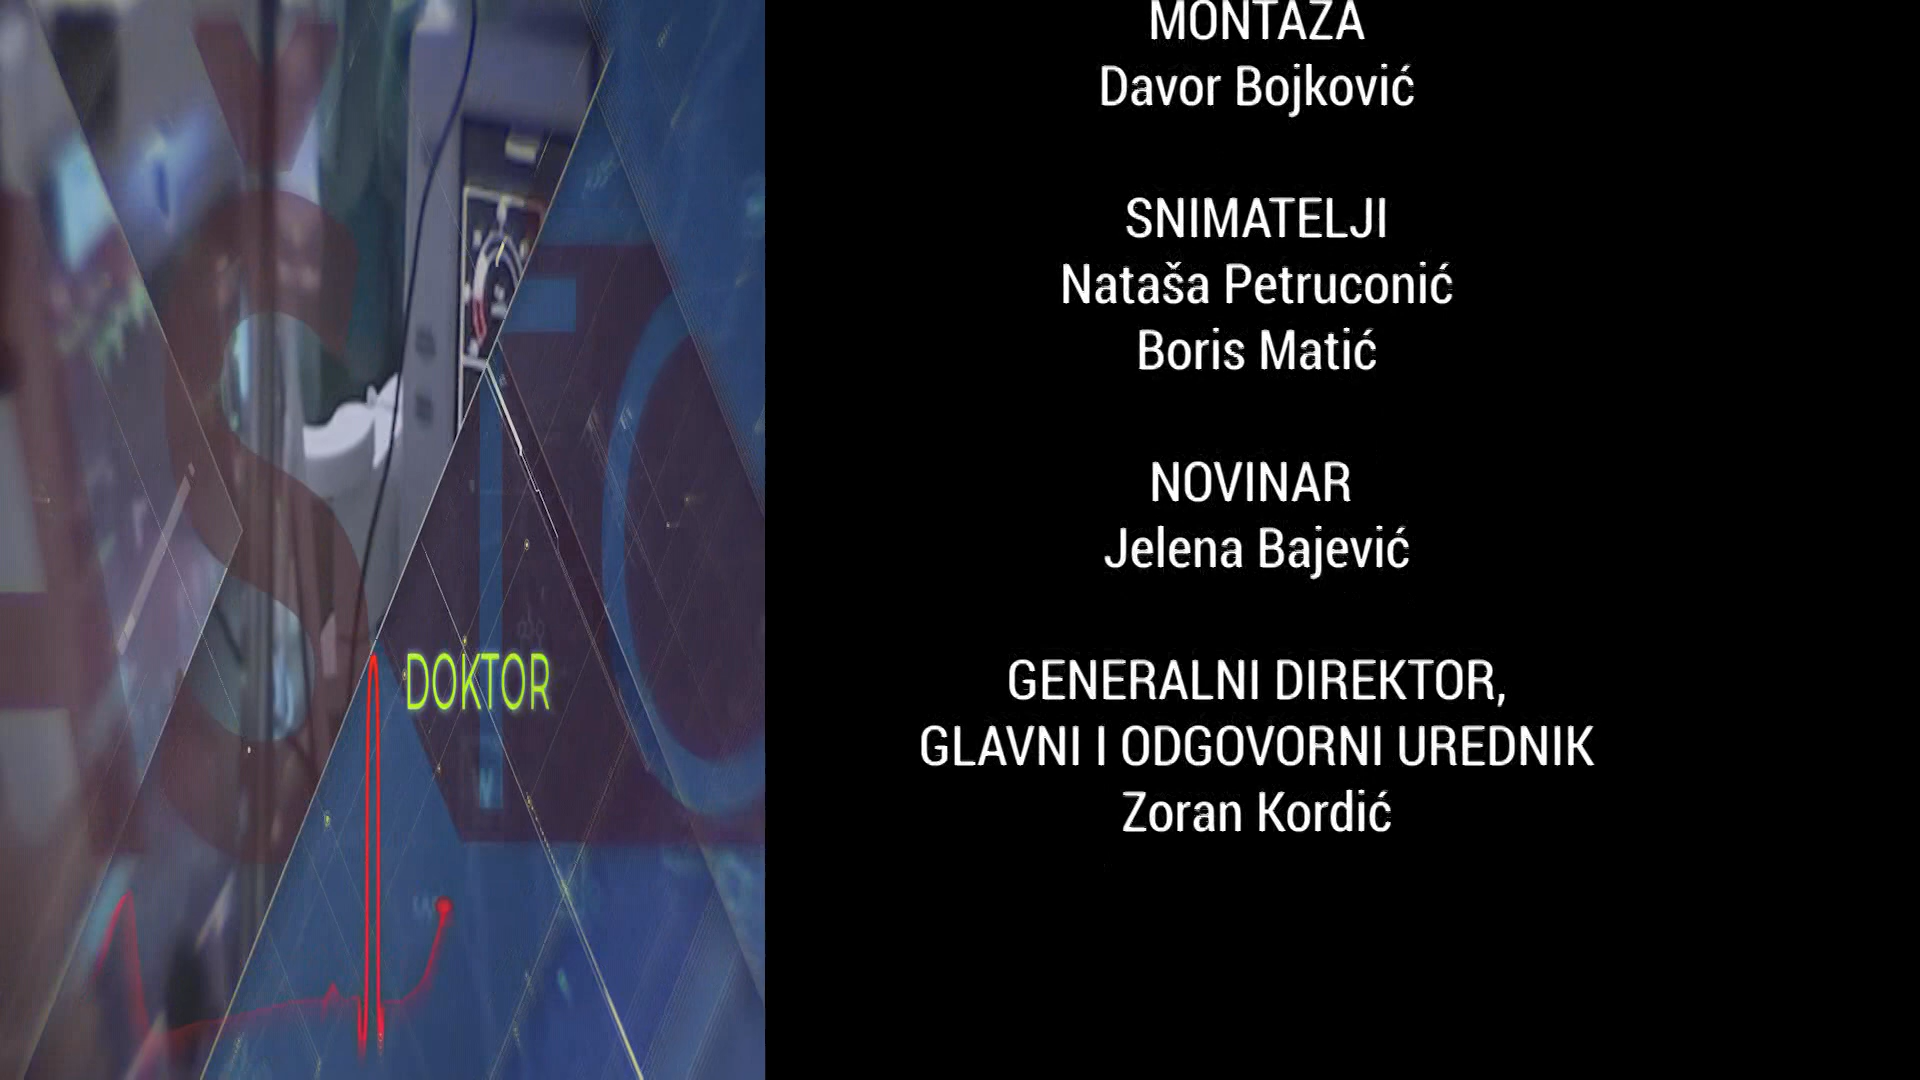 DOKTOR
MONTAŽA
Davor Bojković
SNIMATELJI
Nataša Petruconić
Boris Matić
NOVINAR
Jelena Bajević
GENERALNI DIREKTOR,
GLAVNI I ODGOVORNI UREDNIK
Zoran Kordić